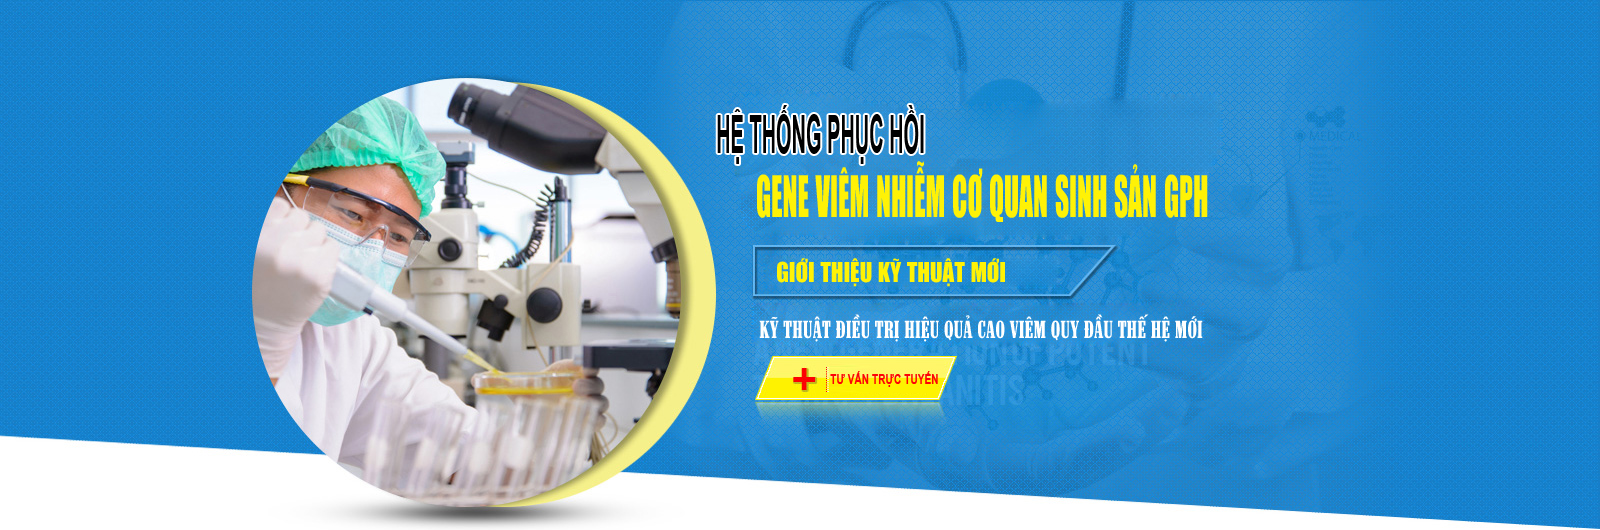 HỆ THỐNG PHỤC HỒI
GENE VIÊM NHIỄM CƠ QUAN SINH SẢN GPH
GIỚI THIỆU KỸ THUẬT MỚI
KỸ THUẬT ĐIỀU TRỊ HIỆU QUẢ CAO VIÊM QUY ĐẦU THẾ HỆ MỚI
TƯ VẤN TRỰC TUYẾN